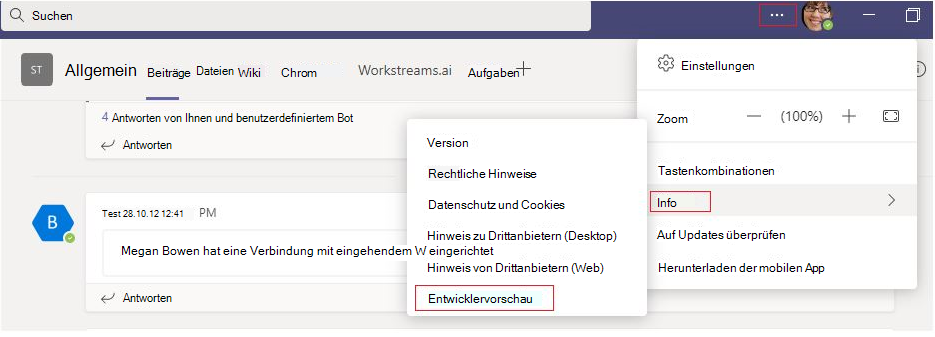 Suchen
...
ST Allgemein Beiträge Dateien Wiki Chrom Workstreams.ai Aufgaben
Einstellungen
Zoom — (100%) +
Tastenkombinationen
Info
Auf Updates überprüfen
Herunterladen der mobilen App
Version
Rechtliche Hinweise
Datenschutz und Cookies
Hinweis zu Drittanbietern (Desktop)
Hinweis von Drittanbietern (Web)
Entwicklervorschau
4 Antworten von Ihnen und benutzerdefiniertem Bot
Antworten
B
Test 28.10.12 12:41 PM
Megan Bowen hat eine Verbindung mit eingehendem W eingerichtet
Antworten